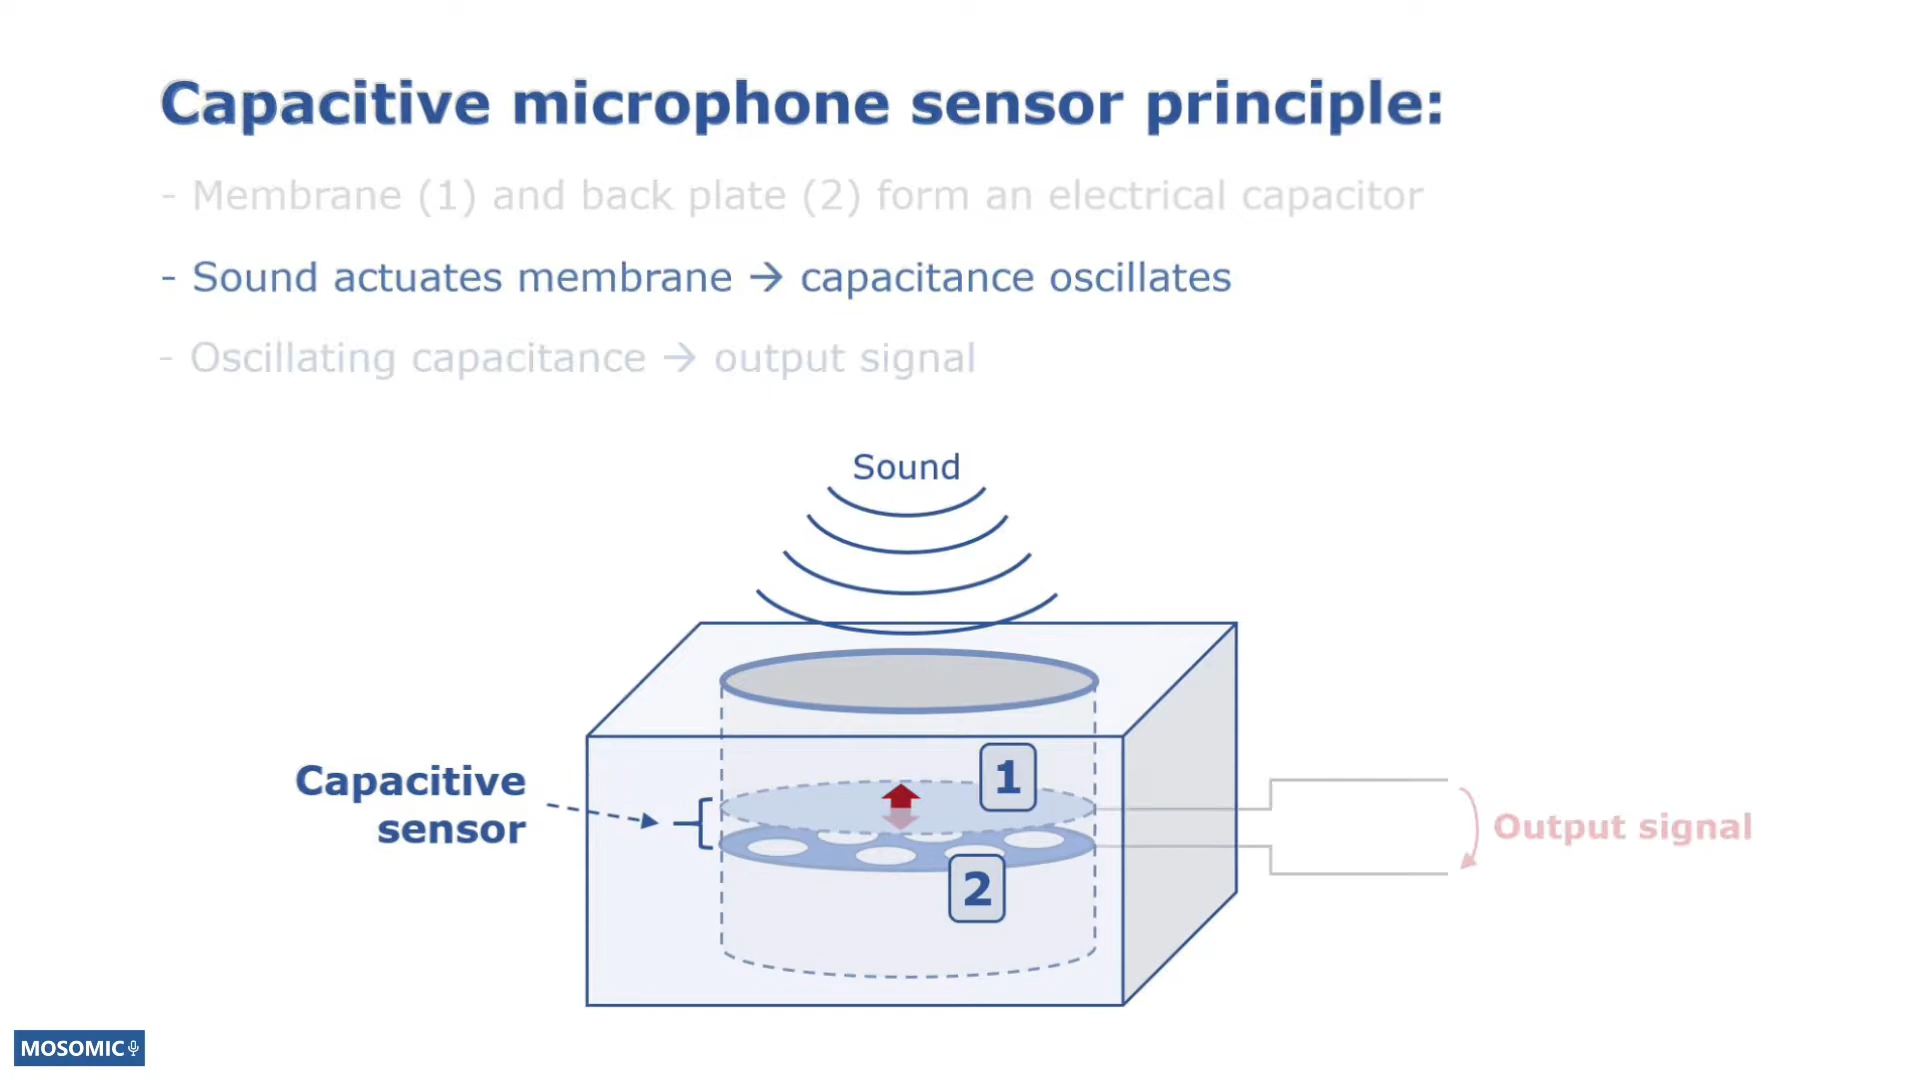 Capacitive microphone sensor principle:
- Membrane (1) and back plate (2) form an electrical capacitor
- Sound actuates membrane → capacitance oscillates
- Oscillating capacitance → output signal
Sound
1
Capacitive
sensor
Output signal
2
MOSOMIC